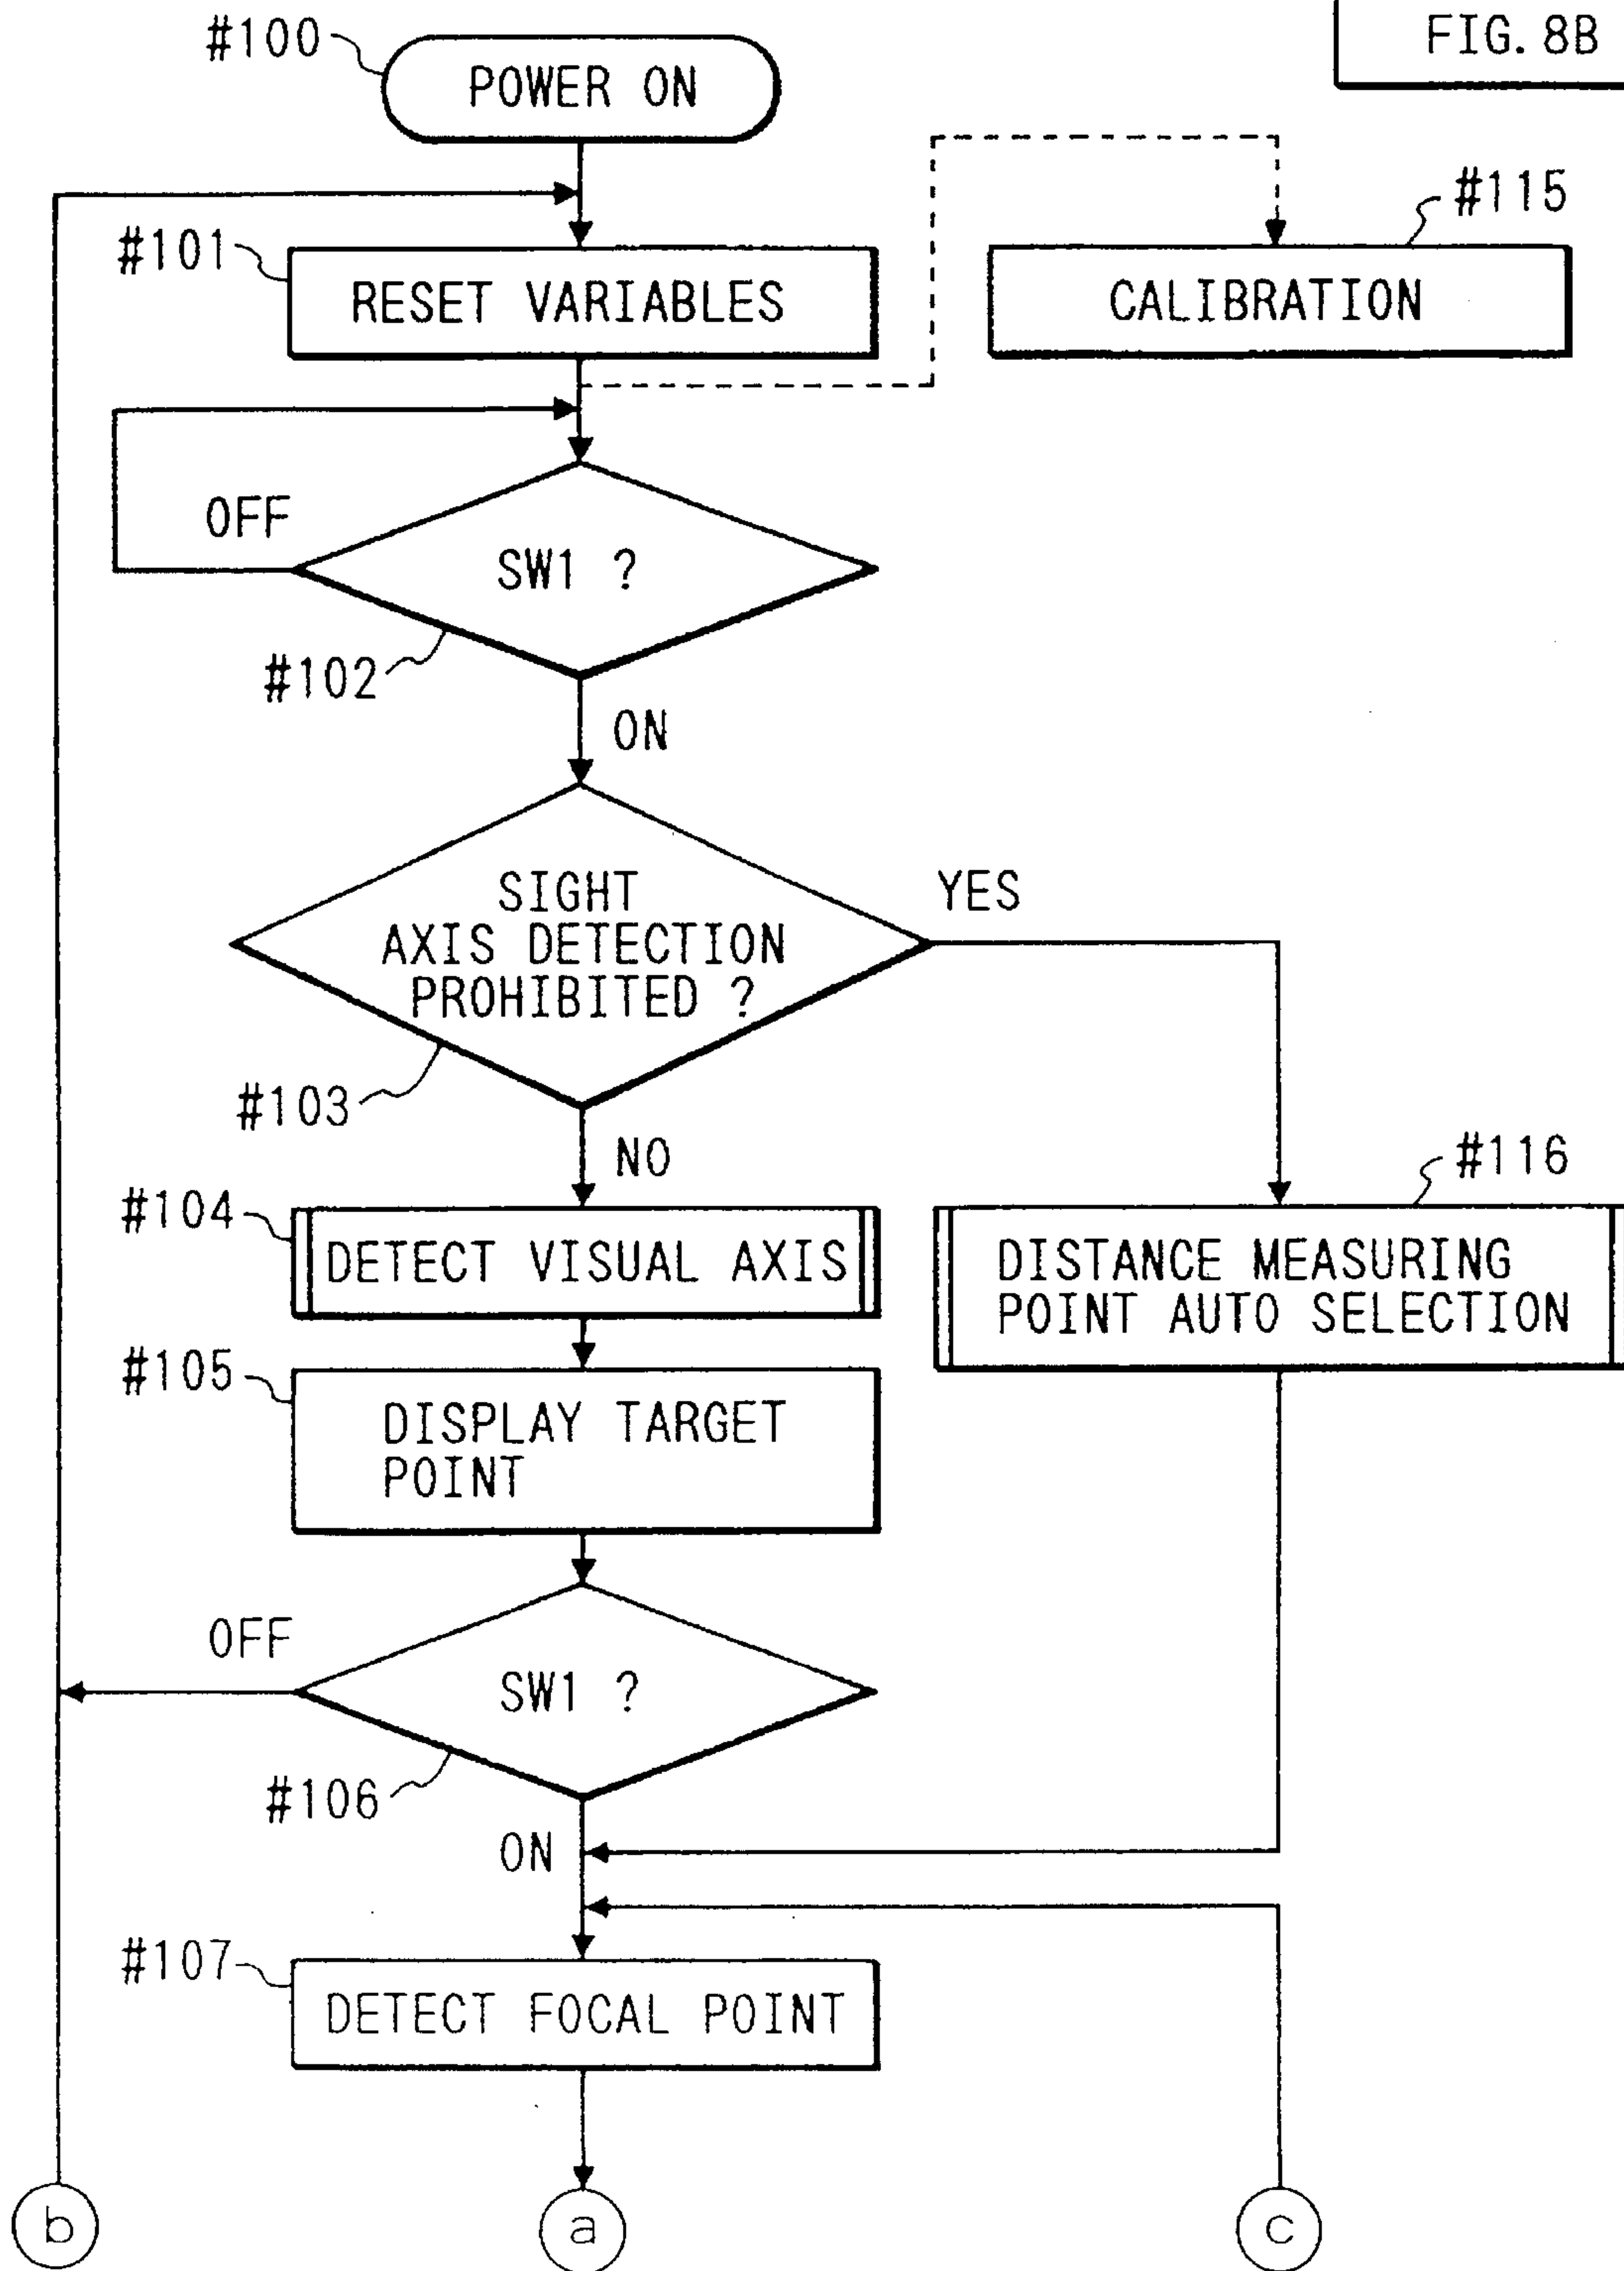 #100
POWER ON
FIG. 8B
#101
RESET VARIABLES
#115
CALIBRATION
OFF
SW1 ?
#102
ON
SIGHT
AXIS DETECTION
PROHIBITED ?
YES
#103
NO
#104
DETECT VISUAL AXIS
#116
DISTANCE MEASURING
POINT AUTO SELECTION
#105
DISPLAY TARGET
POINT
OFF
SW1 ?
#106
ON
#107
DETECT FOCAL POINT
b
a
c